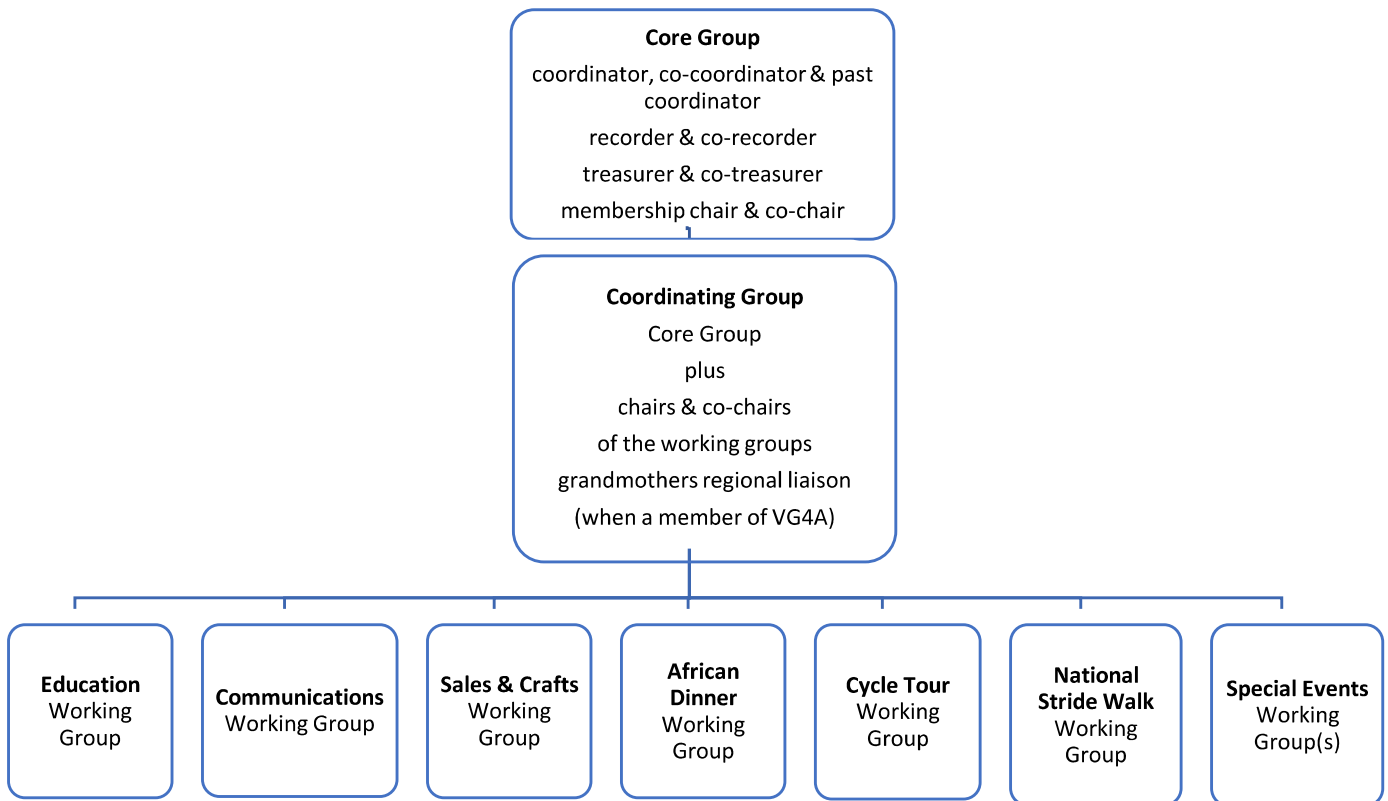 Core Group
coordinator, co-coordinator & past
coordinator
recorder & co-recorder
treasurer & co-treasurer
membership chair & co-chair
Coordinating Group
Core Group
plus
chairs & co-chairs
of the working groups
grandmothers regional liaison
(when a member of VG4A)
Education
Working
Group
Communications
Working Group
Sales & Crafts
Working
Group
African
Dinner
Working
Group
Cycle Tour
Working
Group
National
Stride Walk
Working
Group
Special Events
Working
Group(s)